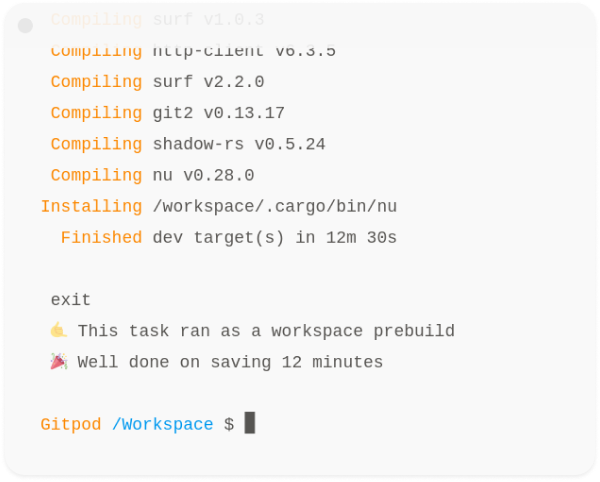 Compiling surf v1.0.3
Compiling http-client v6.3.5
Compiling surf v2.2.0
Compiling git2 v0.13.17
Compiling shadow-rs v0.5.24
Compiling nu v0.28.0
Installing /workspace/.cargo/bin/nu
Finished dev target(s) in 12m 30s
exit
🤙 This task ran as a workspace prebuild
🎉 Well done on saving 12 minutes
Gitpod /Workspace $